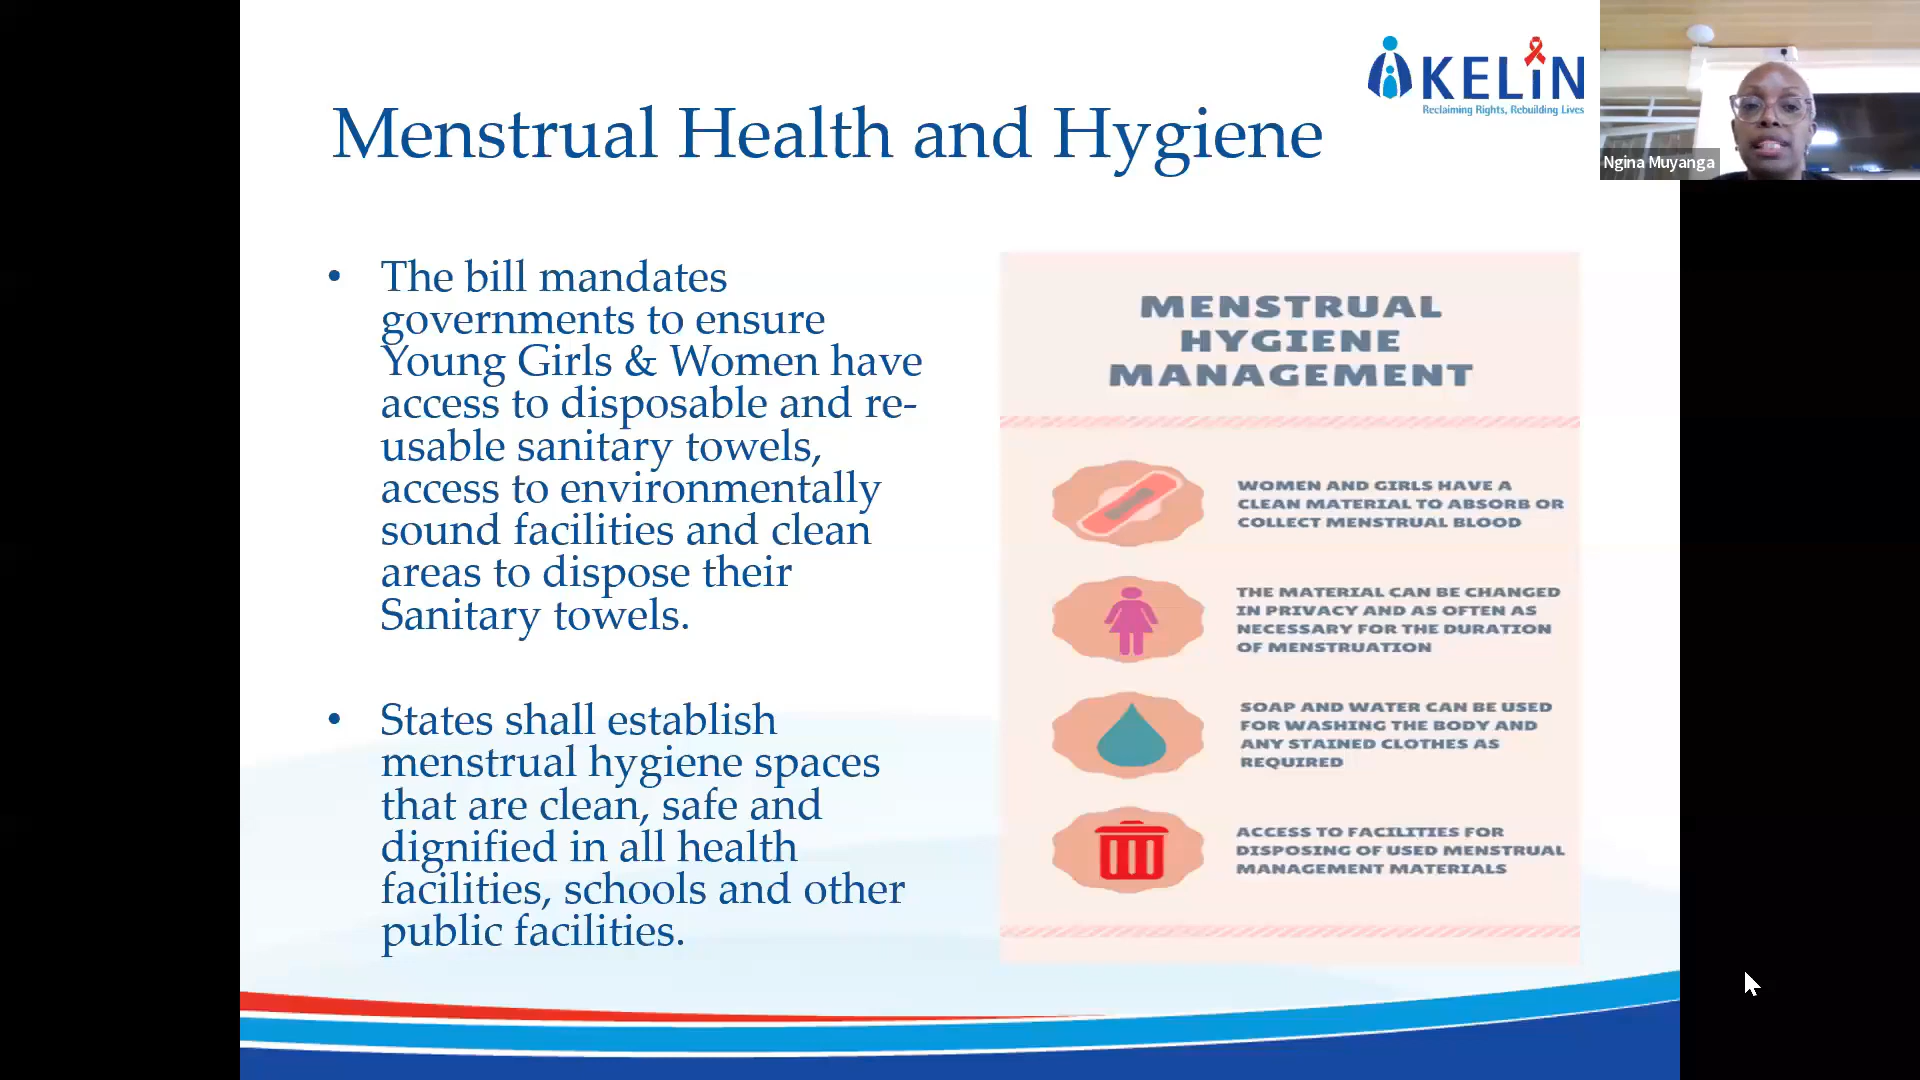 KELIN
Reclaiming Rights, Rebuilding Lives
Ngina Muyanga
Menstrual Health and Hygiene
• The bill mandates
governments to ensure
Young Girls & Women have
access to disposable and re-
usable sanitary towels,
access to environmentally
sound facilities and clean
areas to dispose their
Sanitary towels.
• States shall establish
menstrual hygiene spaces
that are clean, safe and
dignified in all health
facilities, schools and other
public facilities.
MENSTRUAL
HYGIENE
MANAGEMENT
WOMEN AND GIRLS HAVE A
CLEAN MATERIAL TO ABSORB OR
COLLECT MENSTRUAL BLOOD
THE MATERIAL CAN BE CHANGED
IN PRIVACY AND AS OFTEN AS
NECESSARY FOR THE DURATION
OF MENSTRUATION
SOAP AND WATER CAN BE USED
FOR WASHING THE BODY AND
ANY STAINED CLOTHES AS
REQUIRED
ACCESS TO FACILITIES FOR
DISPOSING OF USED MENSTRUAL
MANAGEMENT MATERIALS